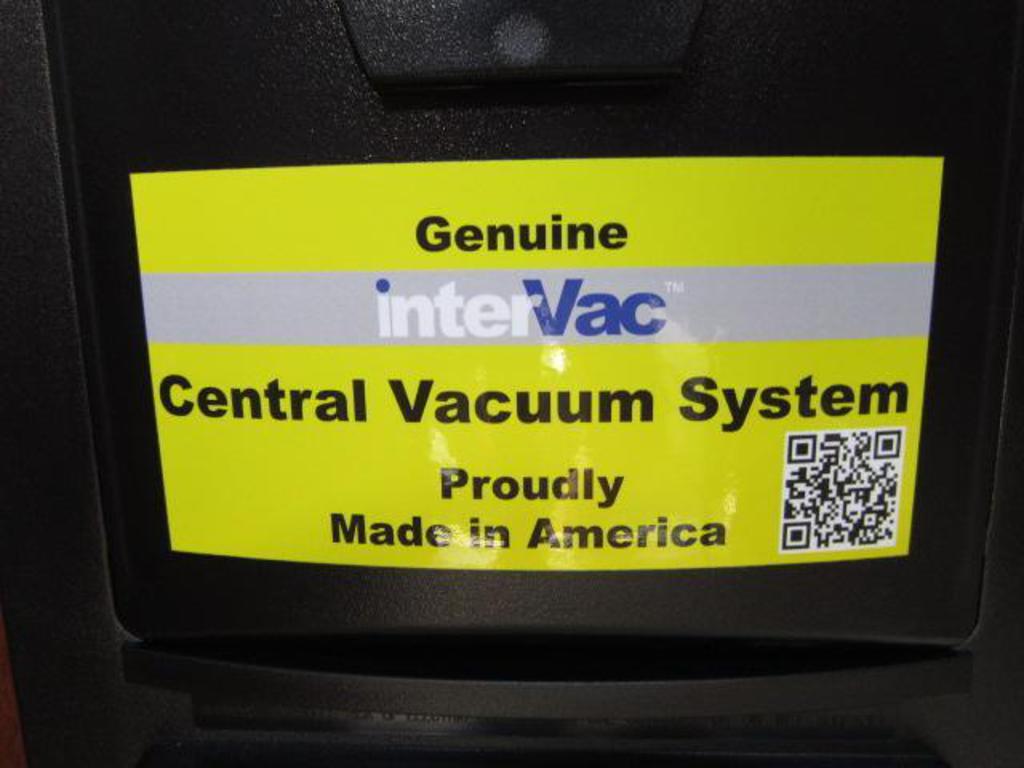 Genuine
interVac™
Central Vacuum System
Proudly
Made in America